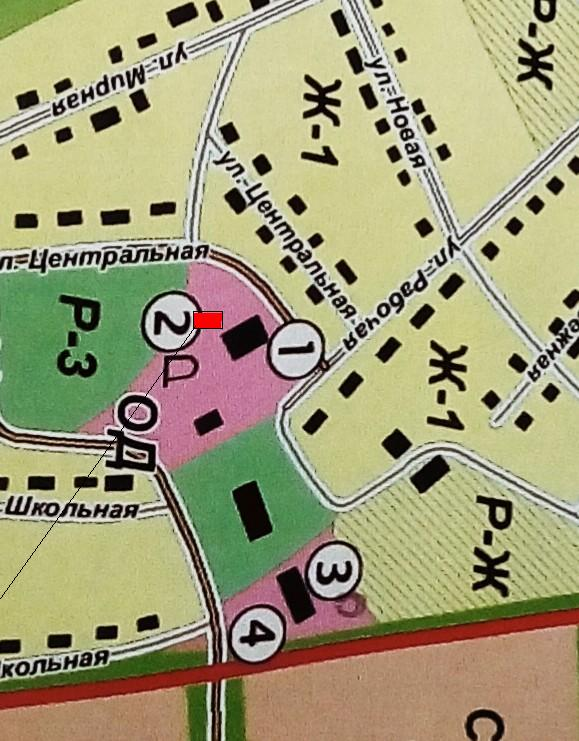 Р-Ж
ул. Мирная
ул. Новая
Ж-1
ул. Центральная
ул. Центральная
ул. Рабочая
Р-3
2
1
ОД
Ж-1
Школьная
Р-Ж
3
4
кольная
С